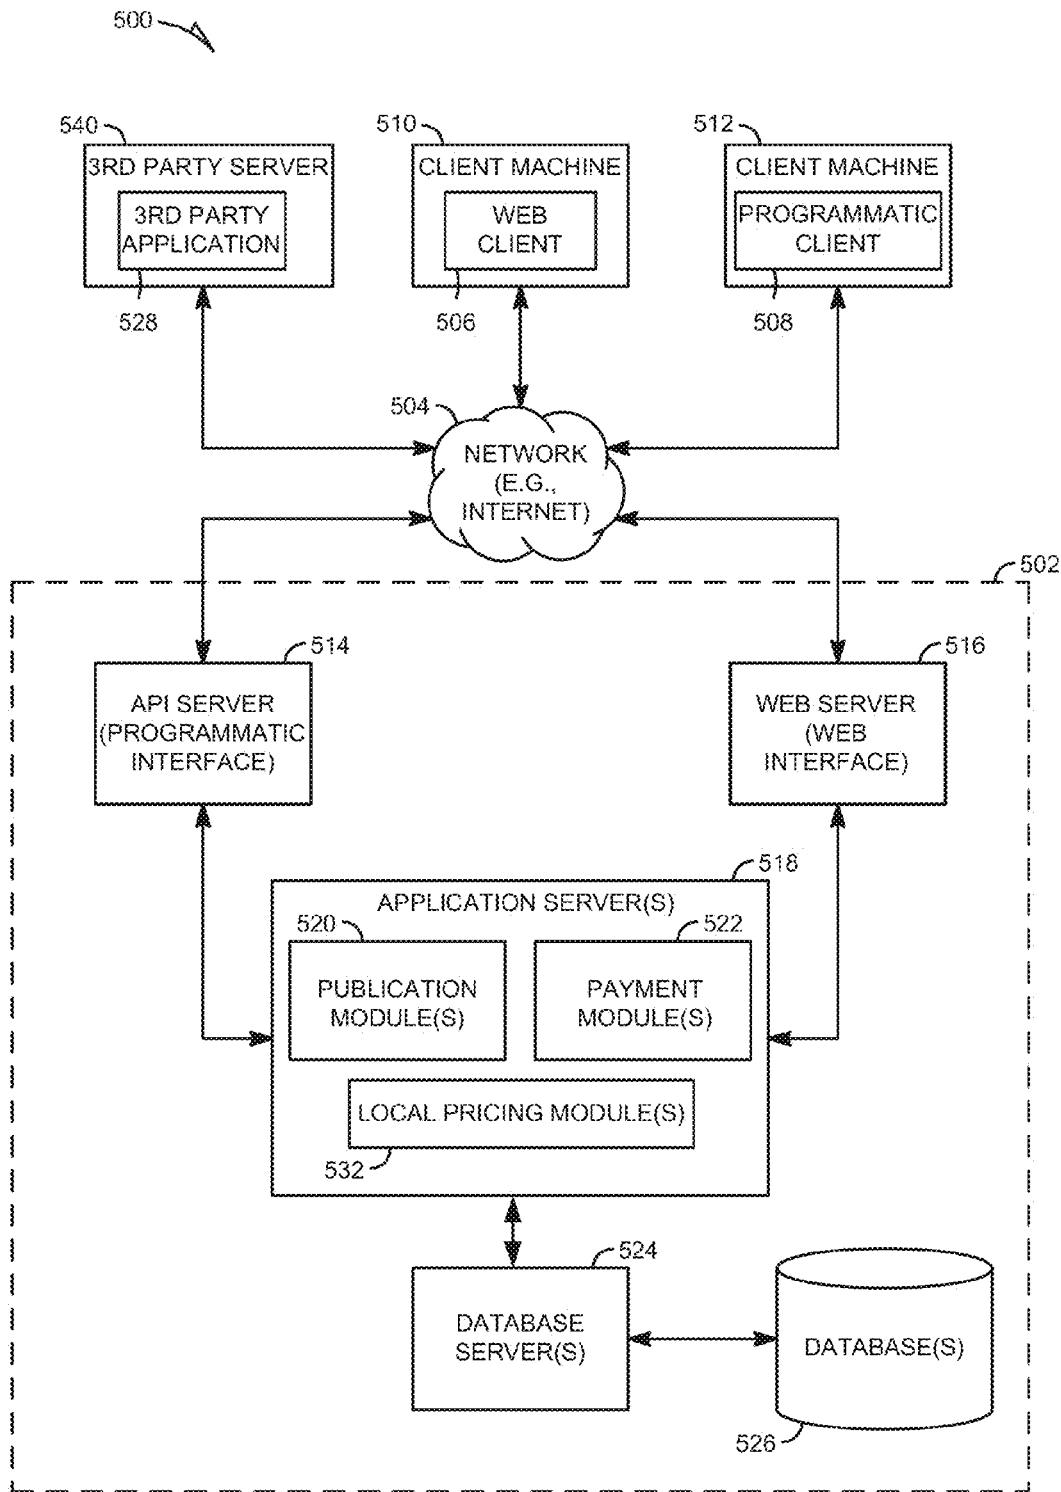 500
540
510
512
3RD PARTY SERVER
3RD PARTY
APPLICATION
528
CLIENT MACHINE
WEB
CLIENT
506
CLIENT MACHINE
PROGRAMMATIC
CLIENT
508
504
NETWORK
(E.G.,
INTERNET)
502
514
API SERVER
(PROGRAMMATIC
INTERFACE)
516
WEB SERVER
(WEB
INTERFACE)
518
APPLICATION SERVER(S)
520
PUBLICATION
MODULE(S)
522
PAYMENT
MODULE(S)
LOCAL PRICING MODULE(S)
532
524
DATABASE
SERVER(S)
DATABASE(S)
526